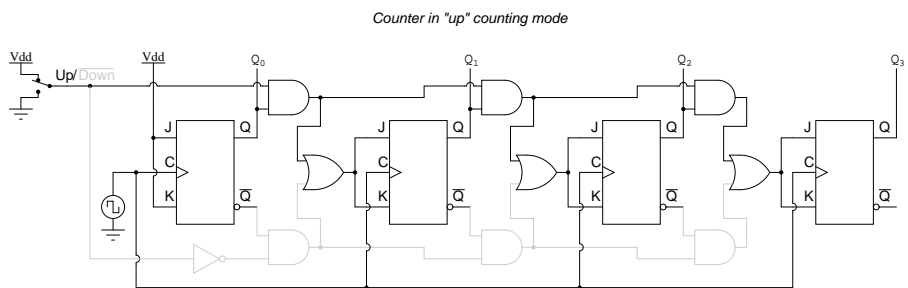 Counter in "up" counting mode
Vdd Vdd Q0 Q1 Q2 Q3
Up/Down
J Q J Q J Q J Q
C C C C
K Q K Q K Q K Q